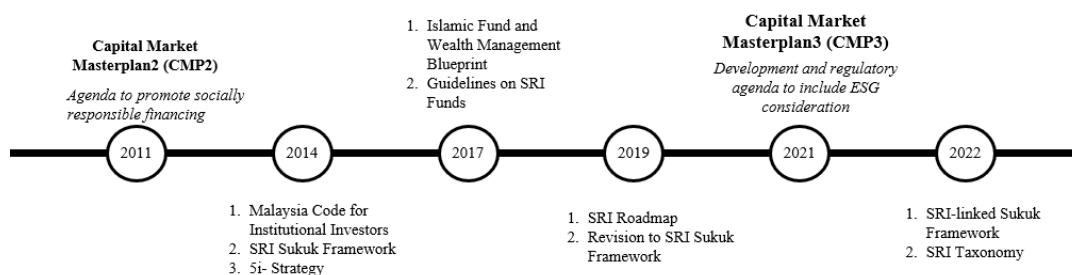 Capital Market
Masterplan2 (CMP2)
Agenda to promote socially
responsible financing
1. Islamic Fund and
Wealth Management
Blueprint
2. Guidelines on SRI
Funds
Capital Market
Masterplan3 (CMP3)
Development and regulatory
agenda to include ESG
consideration
2011
2014
2017
2019
2021
2022
1. Malaysia Code for
Institutional Investors
2. SRI Sukuk Framework
3. 5i- Strategy
1. SRI Roadmap
2. Revision to SRI Sukuk
Framework
1. SRI-linked Sukuk
Framework
2. SRI Taxonomy